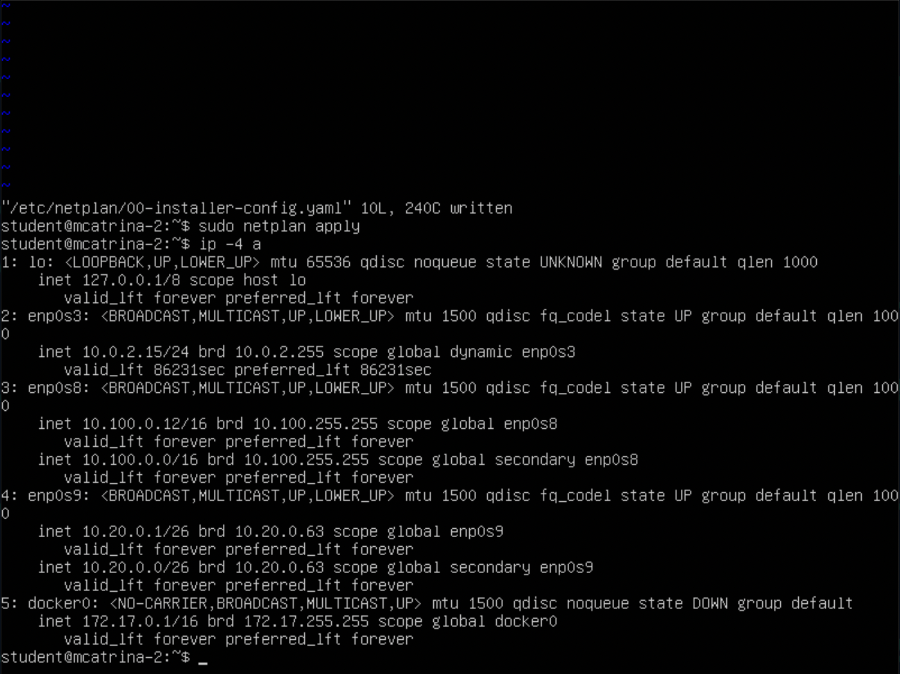 ~
~
~
~
~
~
~
~
~
~
~
"/etc/netplan/00-installer-config.yaml" 10L, 240C written
student@mcatrina-2:~$ sudo netplan apply
student@mcatrina-2:~$ ip -4 a
1: lo: <LOOPBACK,UP,LOWER_UP> mtu 65536 qdisc noqueue state UNKNOWN group default qlen 1000
    inet 127.0.0.1/8 scope host lo
       valid_lft forever preferred_lft forever
2: enp0s3: <BROADCAST,MULTICAST,UP,LOWER_UP> mtu 1500 qdisc fq_codel state UP group default qlen 100
0
    inet 10.0.2.15/24 brd 10.0.2.255 scope global dynamic enp0s3
       valid_lft 86231sec preferred_lft 86231sec
3: enp0s8: <BROADCAST,MULTICAST,UP,LOWER_UP> mtu 1500 qdisc fq_codel state UP group default qlen 100
0
    inet 10.100.0.12/16 brd 10.100.255.255 scope global enp0s8
       valid_lft forever preferred_lft forever
    inet 10.100.0.0/16 brd 10.100.255.255 scope global secondary enp0s8
       valid_lft forever preferred_lft forever
4: enp0s9: <BROADCAST,MULTICAST,UP,LOWER_UP> mtu 1500 qdisc fq_codel state UP group default qlen 100
0
    inet 10.20.0.1/26 brd 10.20.0.63 scope global enp0s9
       valid_lft forever preferred_lft forever
    inet 10.20.0.0/26 brd 10.20.0.63 scope global secondary enp0s9
       valid_lft forever preferred_lft forever
5: docker0: <NO-CARRIER,BROADCAST,MULTICAST,UP> mtu 1500 qdisc noqueue state DOWN group default
    inet 172.17.0.1/16 brd 172.17.255.255 scope global docker0
       valid_lft forever preferred_lft forever
student@mcatrina-2:~$ _